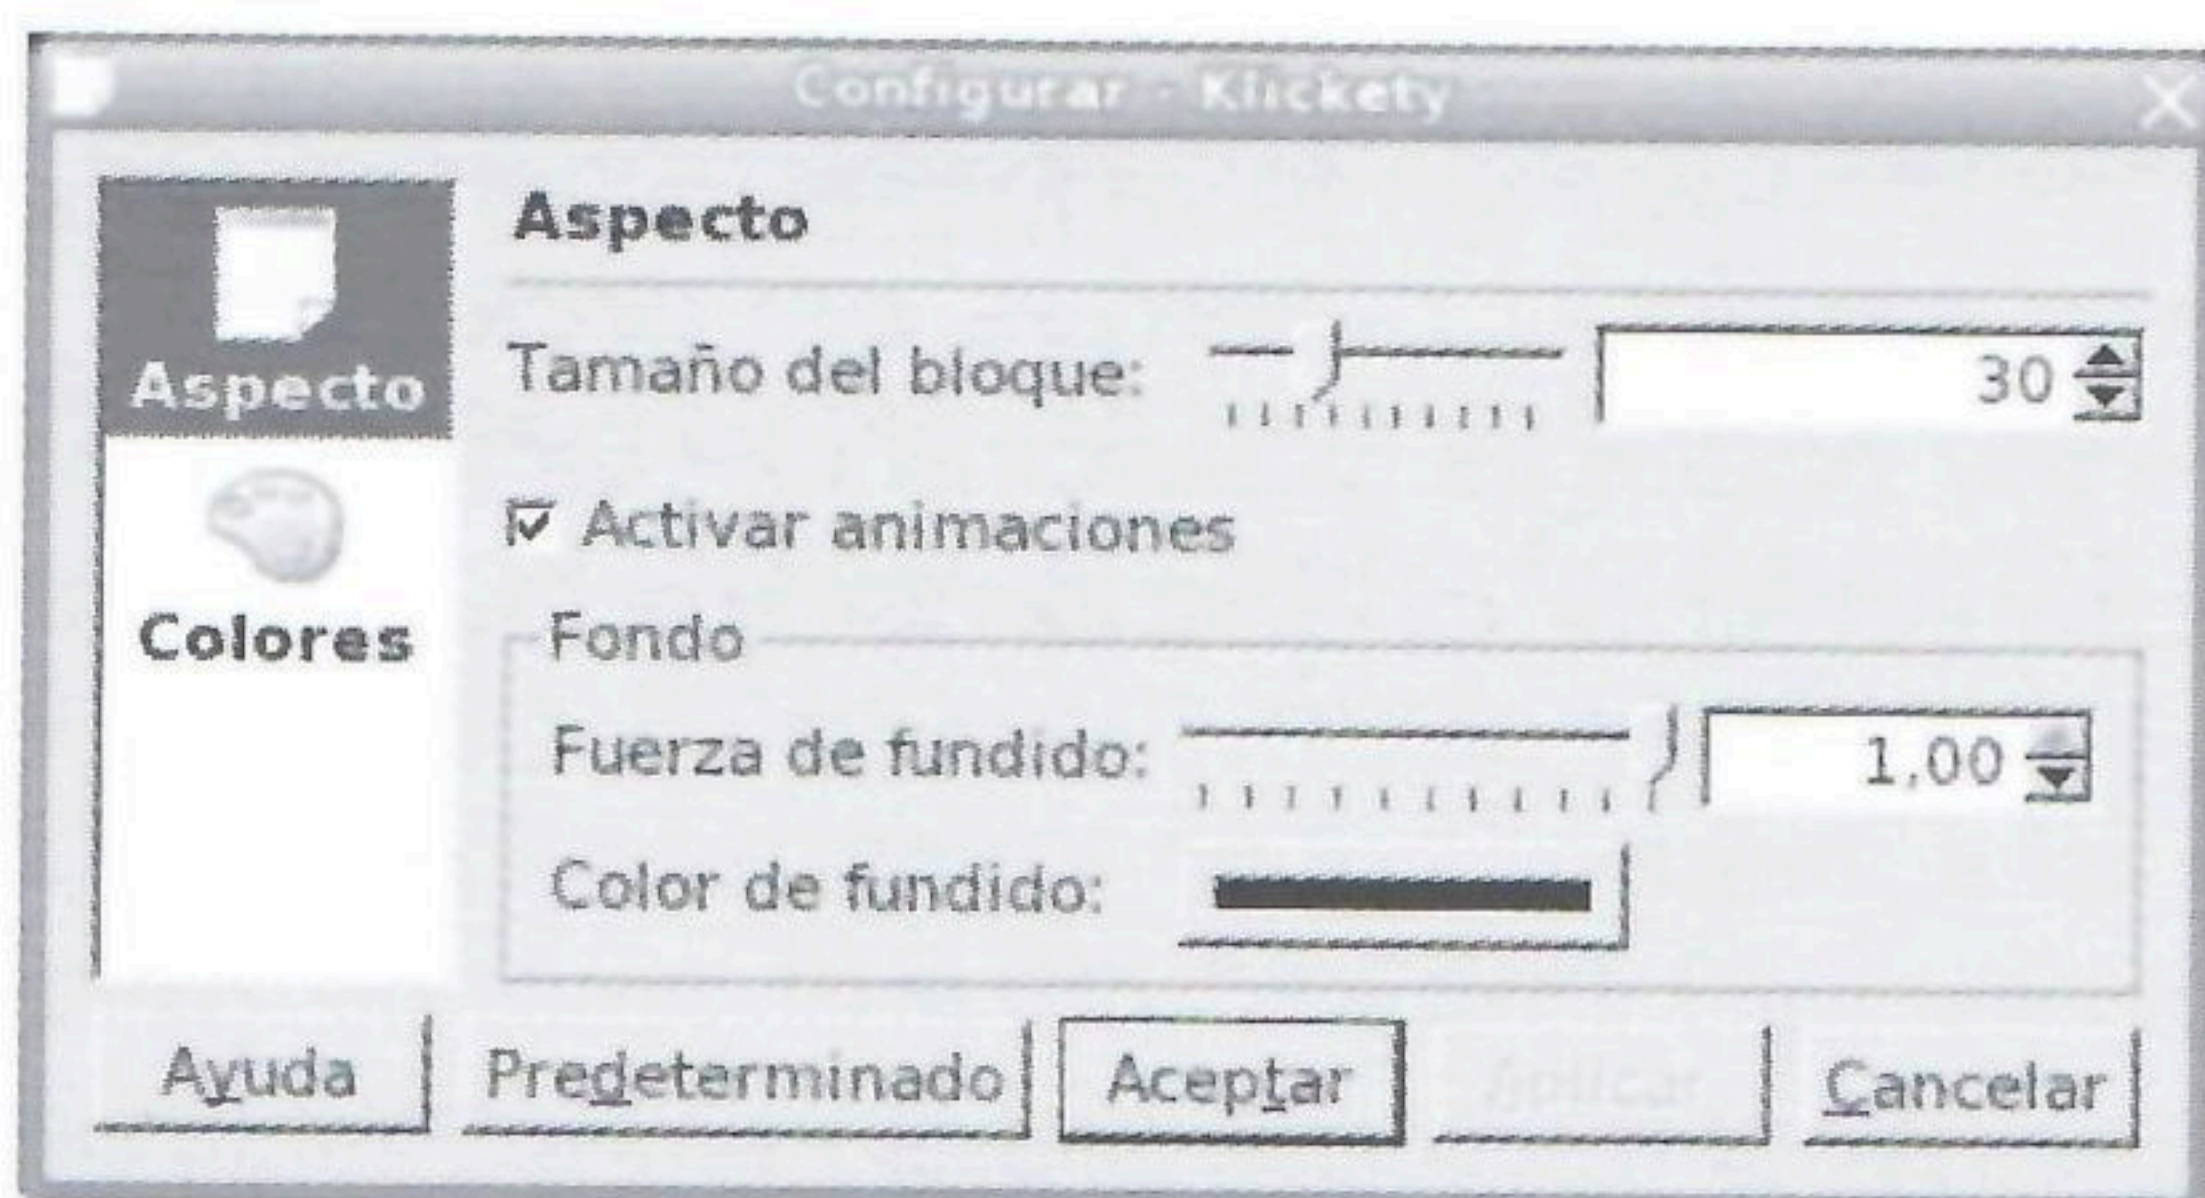 Configurar - Klickety
Aspecto
Aspecto
Tamaño del bloque: 30
Activar animaciones
Colores
Fondo
Fuerza de fundido: 1,00
Color de fundido:
Ayuda Predeterminado Aceptar Aplicar Cancelar